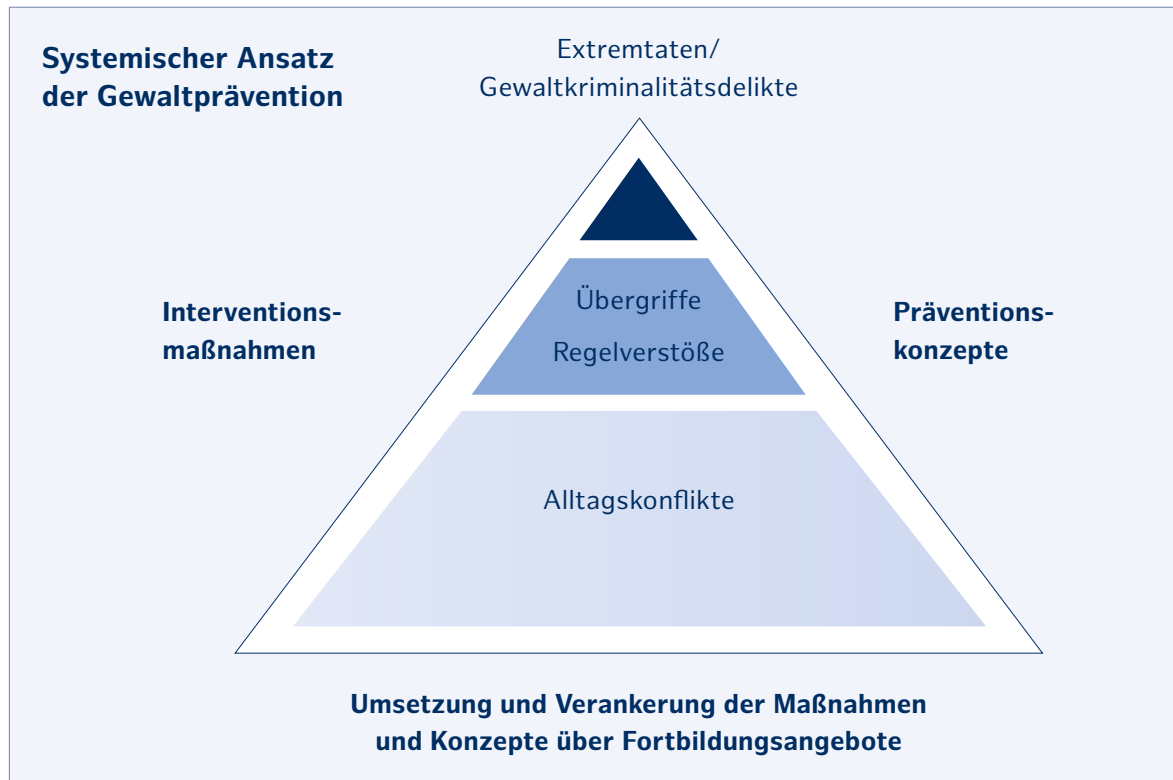 Systemischer Ansatz
der Gewaltprävention
Extremtaten/
Gewaltkriminalitätsdelikte
Übergriffe
Regelverstöße
Interventions-
maßnahmen
Präventions-
konzepte
Alltagskonflikte
Umsetzung und Verankerung der Maßnahmen
und Konzepte über Fortbildungsangebote